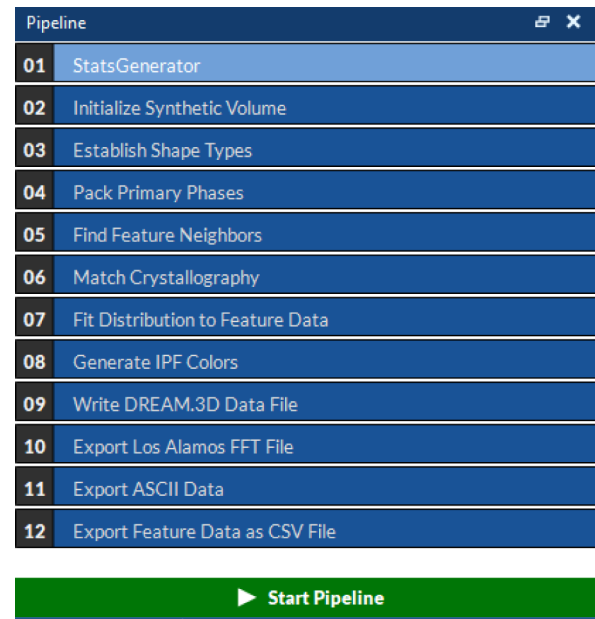 Pipeline
01 StatsGenerator
02 Initialize Synthetic Volume
03 Establish Shape Types
04 Pack Primary Phases
05 Find Feature Neighbors
06 Match Crystallography
07 Fit Distribution to Feature Data
08 Generate IPF Colors
09 Write DREAM.3D Data File
10 Export Los Alamos FFT File
11 Export ASCII Data
12 Export Feature Data as CSV File
Start Pipeline